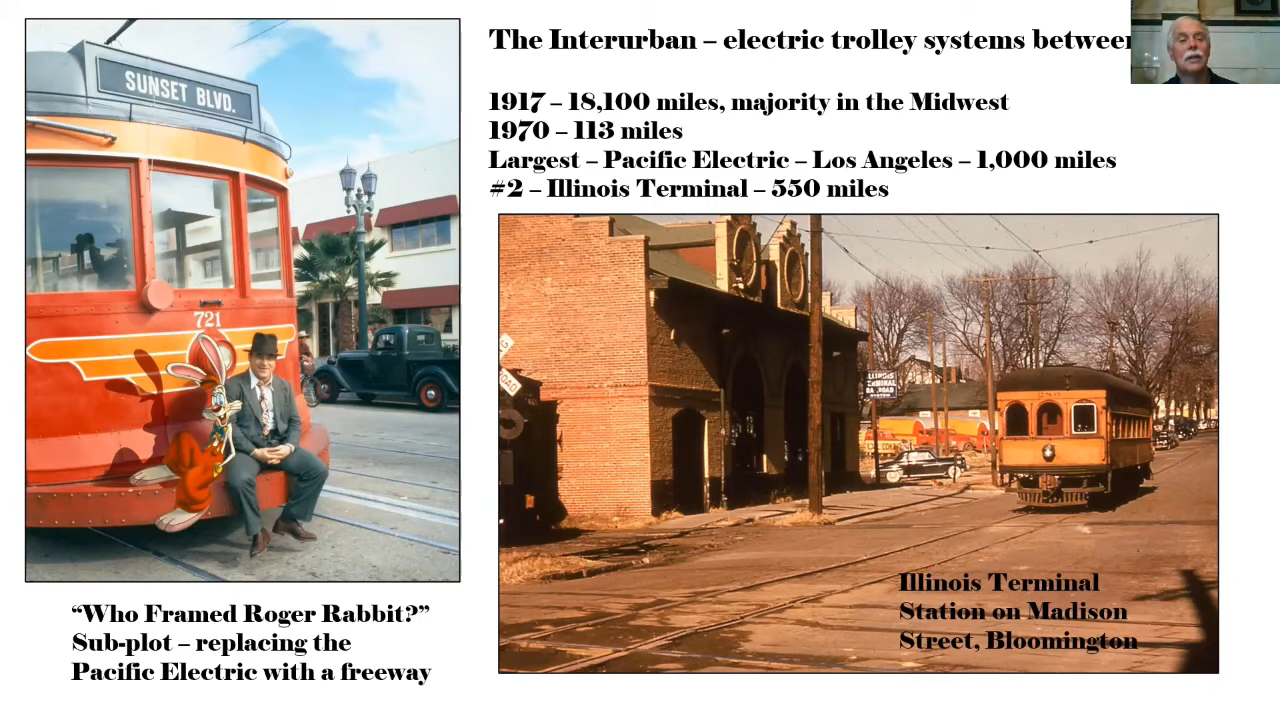 The Interurban – electric trolley systems between
1917 – 18,100 miles, majority in the Midwest
1970 – 113 miles
Largest – Pacific Electric – Los Angeles – 1,000 miles
#2 – Illinois Terminal – 550 miles
SUNSET BLVD.
721
ILLINOIS
TERMINAL
RAILROAD
SYSTEM
Illinois Terminal
Station on Madison
Street, Bloomington
“Who Framed Roger Rabbit?”
Sub-plot – replacing the
Pacific Electric with a freeway